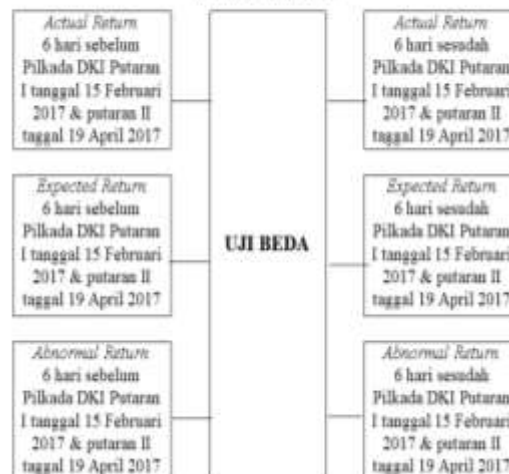 Actual Return
6 hari sebelum
Pilkada DKI Putaran
I tanggal 15 Februari
2017 & putaran II
taggal 19 April 2017
Expected Return
6 hari sebelum
Pilkada DKI Putaran
I tanggal 15 Februari
2017 & putaran II
taggal 19 April 2017
Abnormal Return
6 hari sebelum
Pilkada DKI Putaran
I tanggal 15 Februari
2017 & putaran II
taggal 19 April 2017
UJI BEDA
Actual Return
6 hari sesudah
Pilkada DKI Putaran
I tanggal 15 Februari
2017 & putaran II
taggal 19 April 2017
Expected Return
6 hari sesudah
Pilkada DKI Putaran
I tanggal 15 Februari
2017 & putaran II
taggal 19 April 2017
Abnormal Return
6 hari sesudah
Pilkada DKI Putaran
I tanggal 15 Februari
2017 & putaran II
taggal 19 April 2017